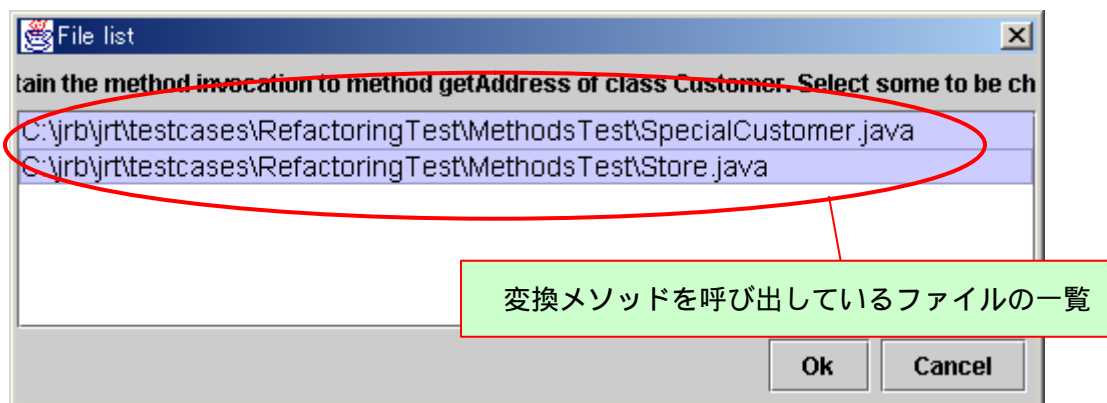 File list
tain the method invocation to method getAddress of class Customer. Select some to be ch
C:\jrb\jrt\testcases\RefactoringTest\MethodsTest\SpecialCustomer.java
C:\jrb\jrt\testcases\RefactoringTest\MethodsTest\Store.java
変換メソッドを呼び出しているファイルの一覧
Ok Cancel